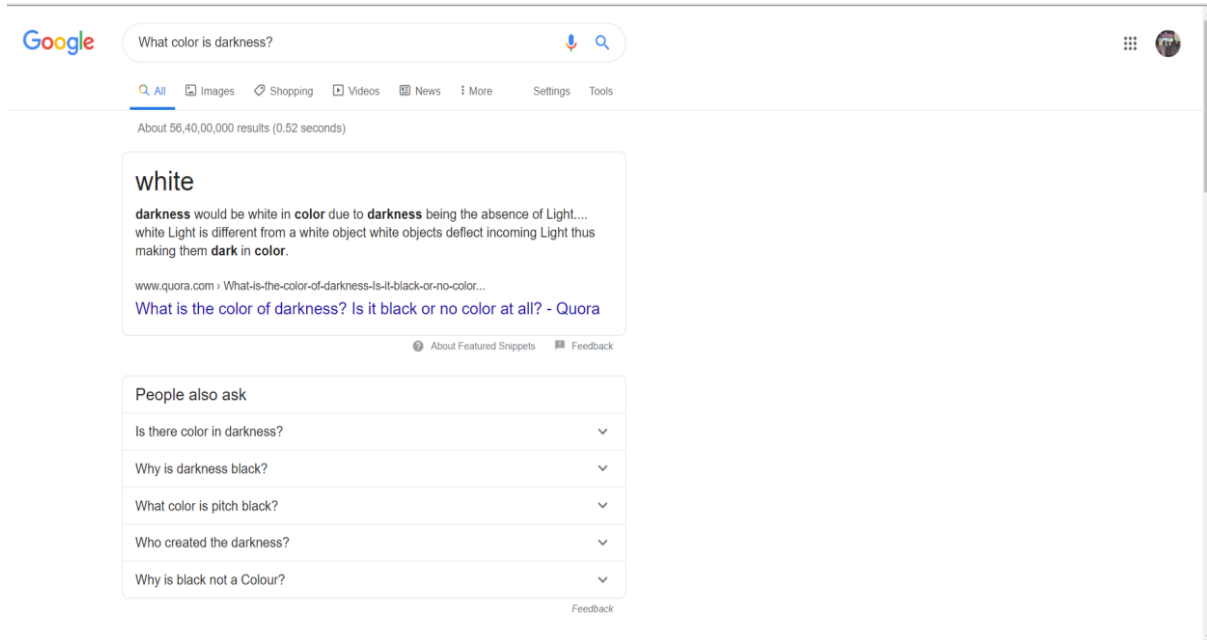 Google
What color is darkness?
All Images Shopping Videos News More Settings Tools
About 56,40,00,000 results (0.52 seconds)
white
darkness would be white in color due to darkness being the absence of Light....
white Light is different from a white object white objects deflect incoming Light thus
making them dark in color.
www.quora.com › What-is-the-color-of-darkness-Is-it-black-or-no-color...
What is the color of darkness? Is it black or no color at all? - Quora
About Featured Snippets Feedback
People also ask
Is there color in darkness?
Why is darkness black?
What color is pitch black?
Who created the darkness?
Why is black not a Colour?
Feedback